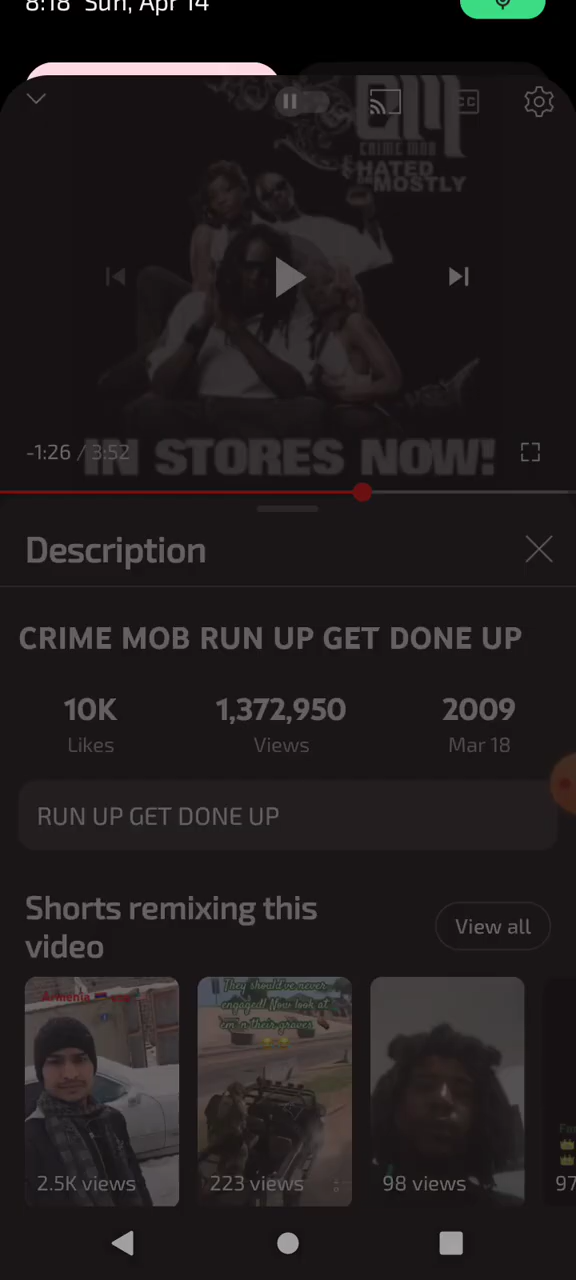 8:18 Sun, Apr 14
CC
CRIME MOB
HATED
MOSTLY
-1:26 / 3:52
IN STORES NOW!
Description
CRIME MOB RUN UP GET DONE UP
10K
1,372,950
2009
Likes
Views
Mar 18
RUN UP GET DONE UP
Shorts remixing this
video
View all
Armenia
They should've never
engaged! Now look at
em'n their graves
2.5K views
223 views
98 views
97